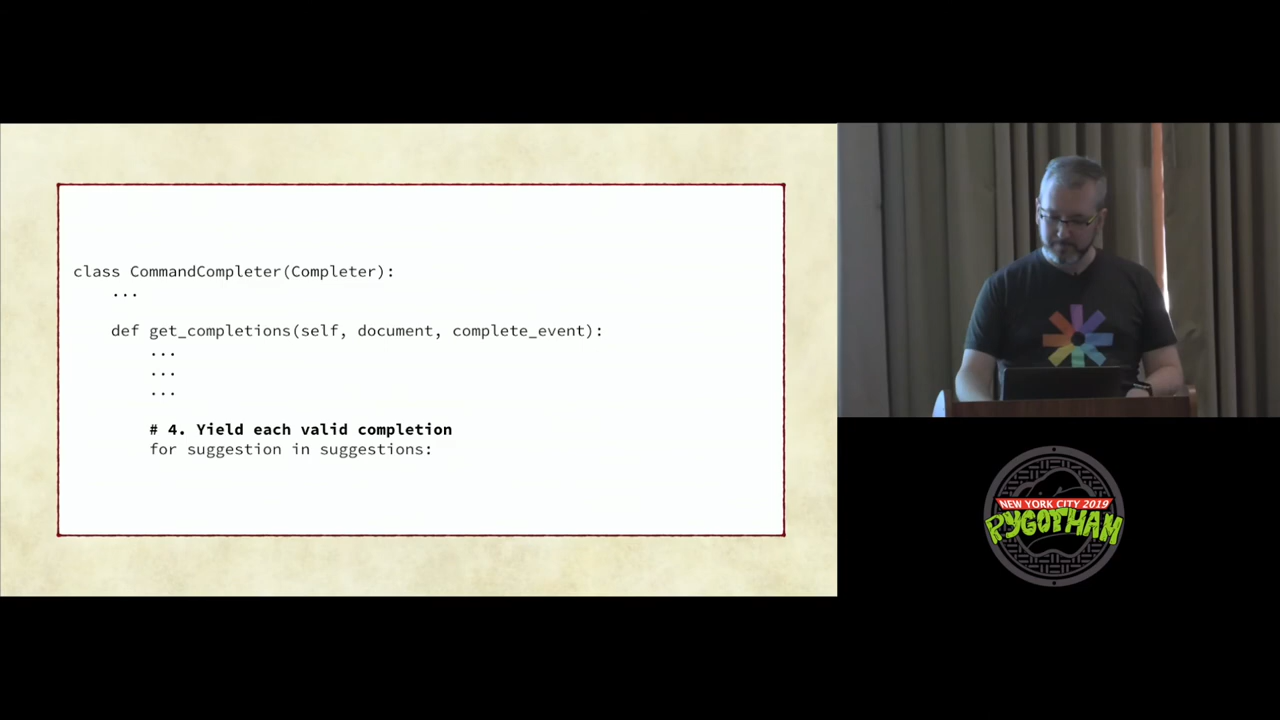 class CommandCompleter(Completer):
...
def get_completions(self, document, complete_event):
...
...
...
# 4. Yield each valid completion
for suggestion in suggestions:
NEW YORK CITY 2019
PYGOTHAM